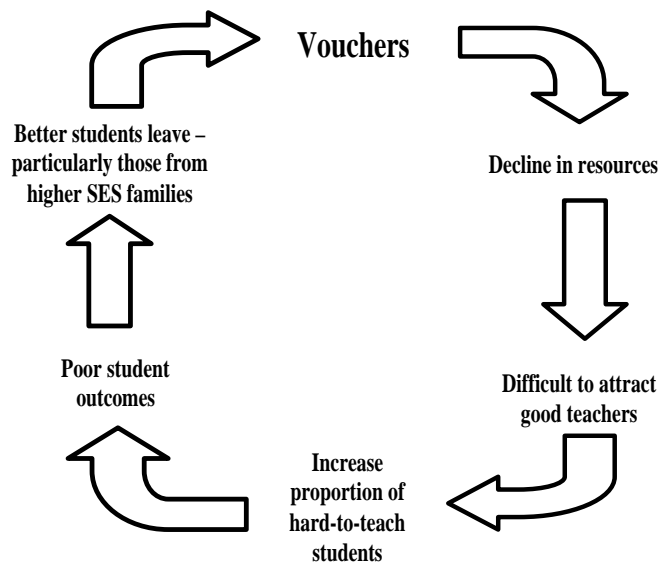 Vouchers
Decline in resources
Difficult to attract
good teachers
Increase
proportion of
hard-to-teach
students
Poor student
outcomes
Better students leave –
particularly those from
higher SES families